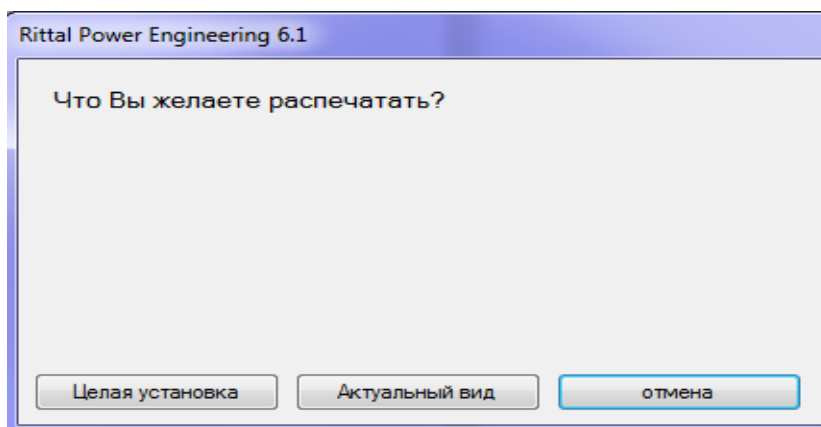 Rittal Power Engineering 6.1
Что Вы желаете распечатать?
Целая установка Актуальный вид отмена